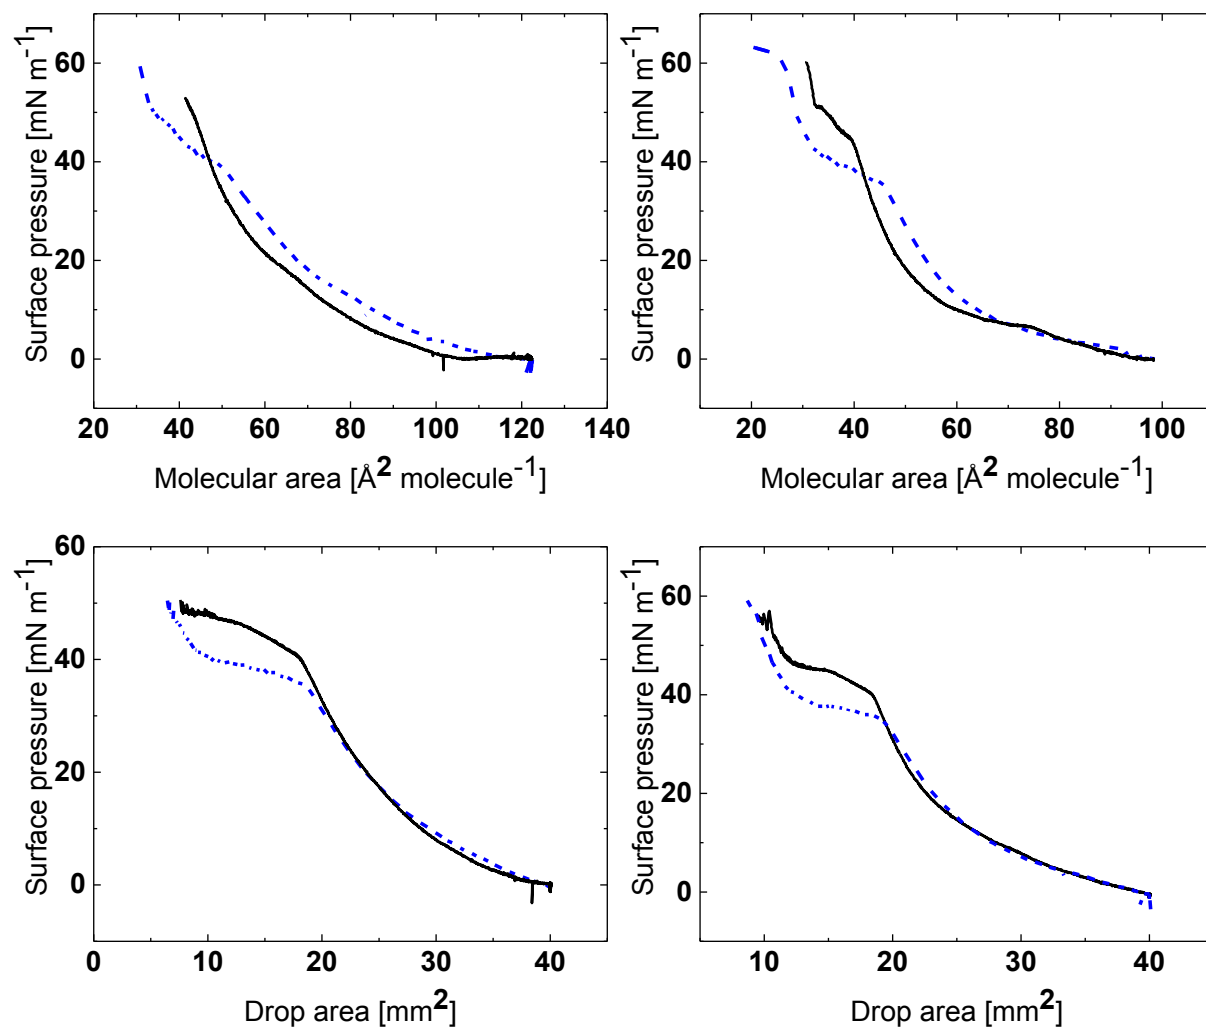 Surface pressure [mN m⁻¹]
60
40
20
0
20 40 60 80 100 120 140
Molecular area [Å² molecule⁻¹]
Surface pressure [mN m⁻¹]
60
40
20
0
20 40 60 80 100
Molecular area [Å² molecule⁻¹]
Surface pressure [mN m⁻¹]
60
40
20
0
0 10 20 30 40
Drop area [mm²]
Surface pressure [mN m⁻¹]
60
40
20
0
10 20 30 40
Drop area [mm²]